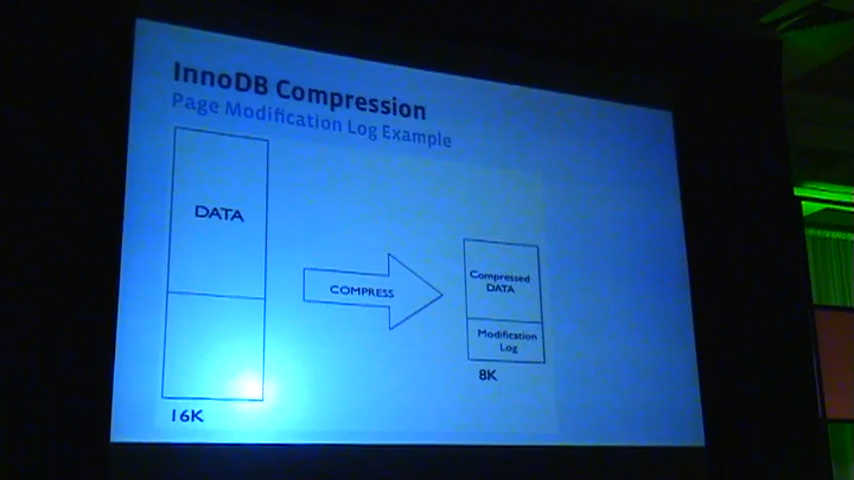 InnoDB Compression
Page Modification Log Example
DATA
COMPRESS
Compressed
DATA
Modification
Log
8K
16K